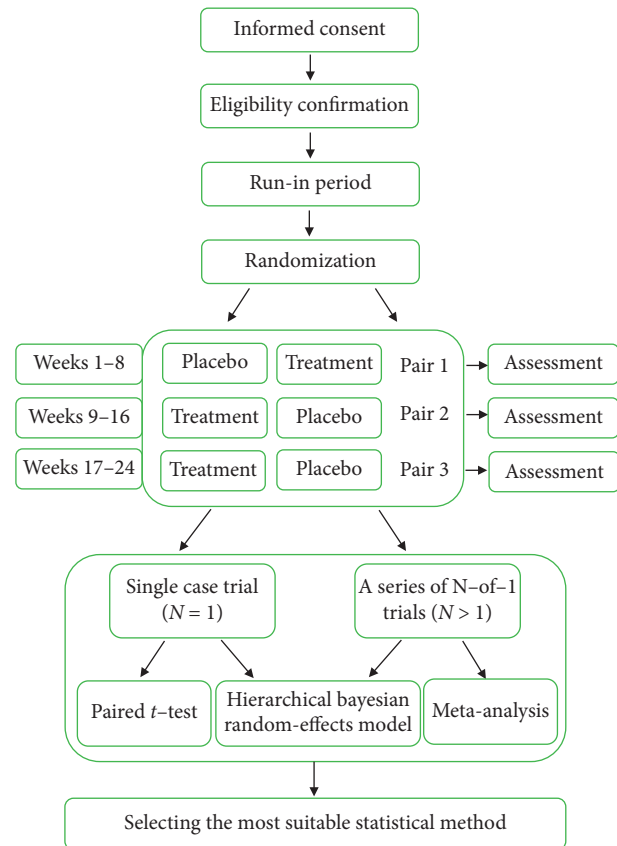 Informed consent
Eligibility confirmation
Run-in period
Randomization
Weeks 1–8
Placebo
Treatment
Pair 1
Assessment
Weeks 9–16
Treatment
Placebo
Pair 2
Assessment
Weeks 17–24
Treatment
Placebo
Pair 3
Assessment
Single case trial
(N = 1)
A series of N–of–1
trials (N > 1)
Paired t–test
Hierarchical bayesian
random-effects model
Meta-analysis
Selecting the most suitable statistical method